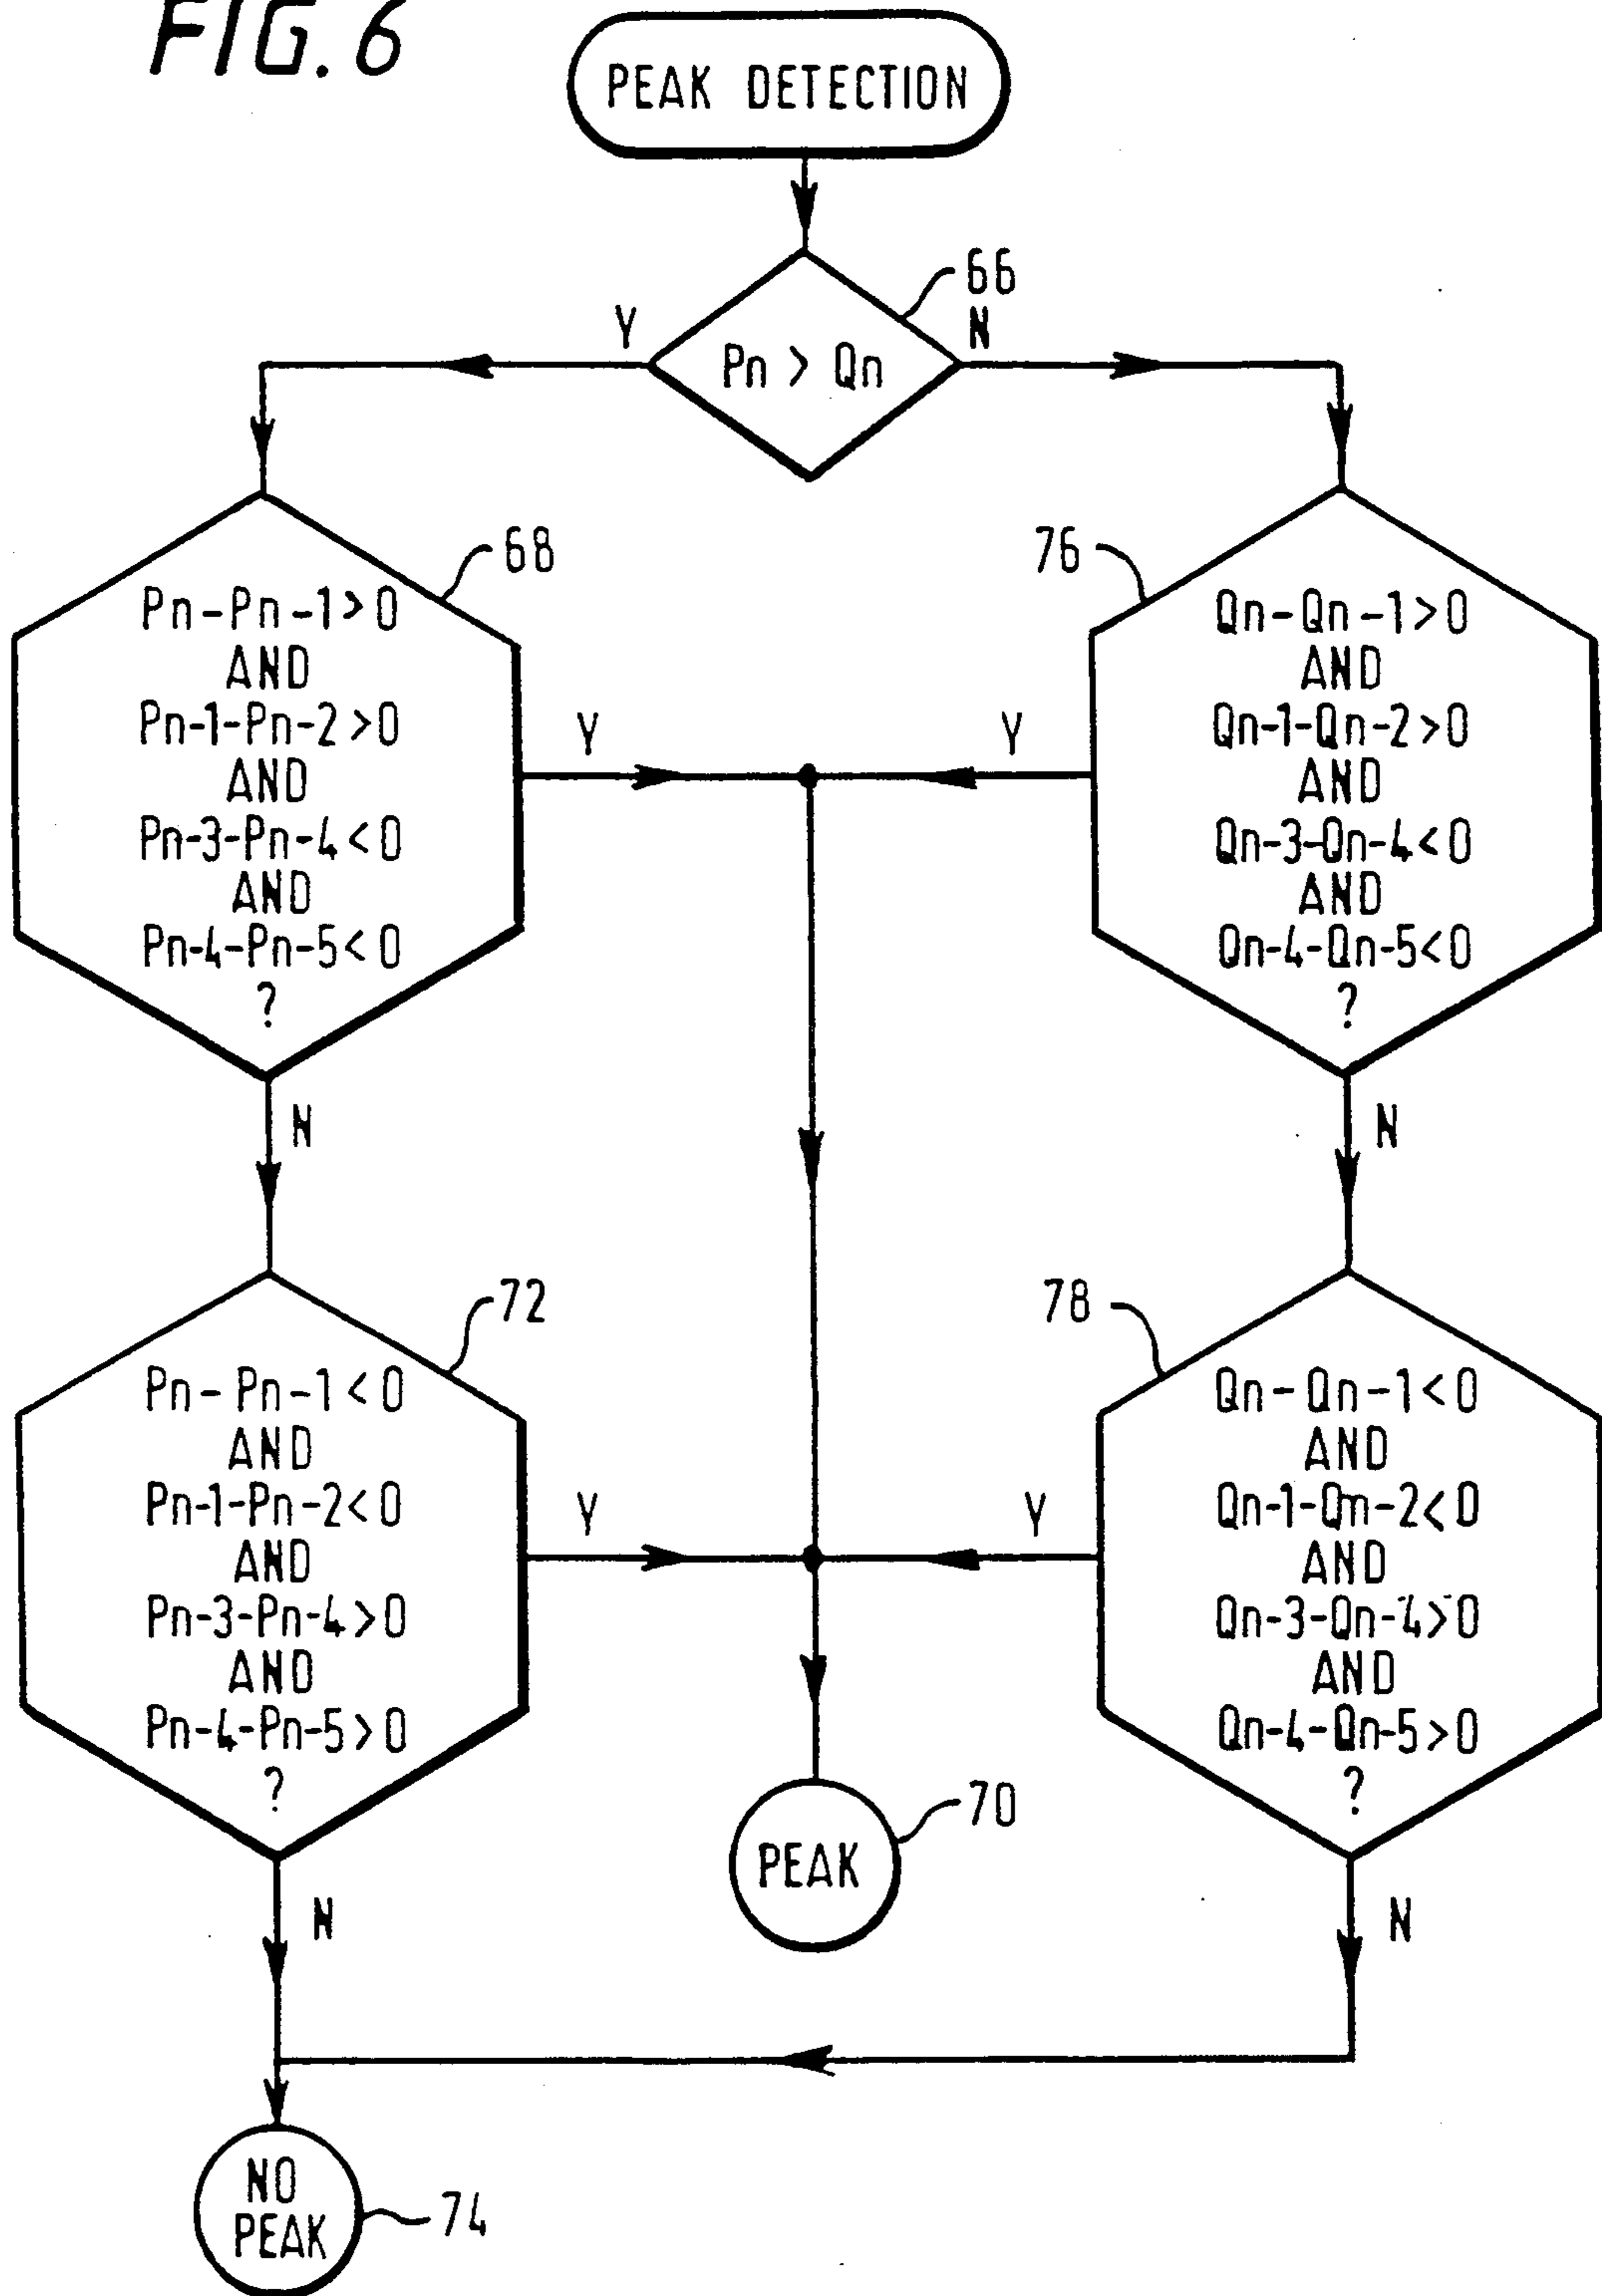 FIG. 6
PEAK DETECTION
66
Y
N
Pn > Qn
68
Pn-Pn-1>0
AND
Pn-1-Pn-2>0
AND
Pn-3-Pn-4<0
AND
Pn-4-Pn-5<0
?
Y
N
76
Qn-Qn-1>0
AND
Qn-1-Qn-2>0
AND
Qn-3-Qn-4<0
AND
Qn-4-Qn-5<0
?
Y
N
72
Pn-Pn-1<0
AND
Pn-1-Pn-2<0
AND
Pn-3-Pn-4>0
AND
Pn-4-Pn-5>0
?
Y
N
78
Qn-Qn-1<0
AND
Qn-1-Qn-2<0
AND
Qn-3-Qn-4>0
AND
Qn-4-Qn-5>0
?
Y
N
70
PEAK
NO
PEAK
74